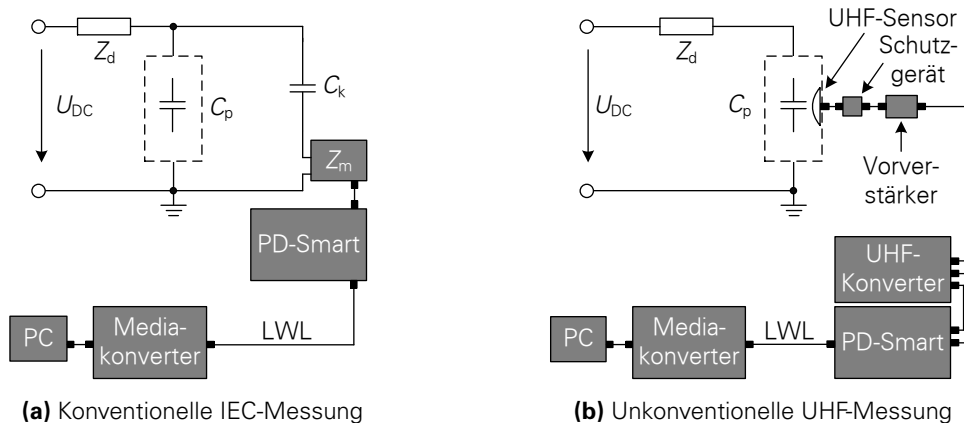 Z_d
U_DC
C_p
C_k
Z_m
PD-Smart
PC
Media-
konverter
LWL
(a) Konventionelle IEC-Messung
Z_d
U_DC
C_p
UHF-Sensor
Schutz-
gerät
Vorver-
stärker
UHF-
Konverter
PD-Smart
PC
Media-
konverter
LWL
(b) Unkonventionelle UHF-Messung